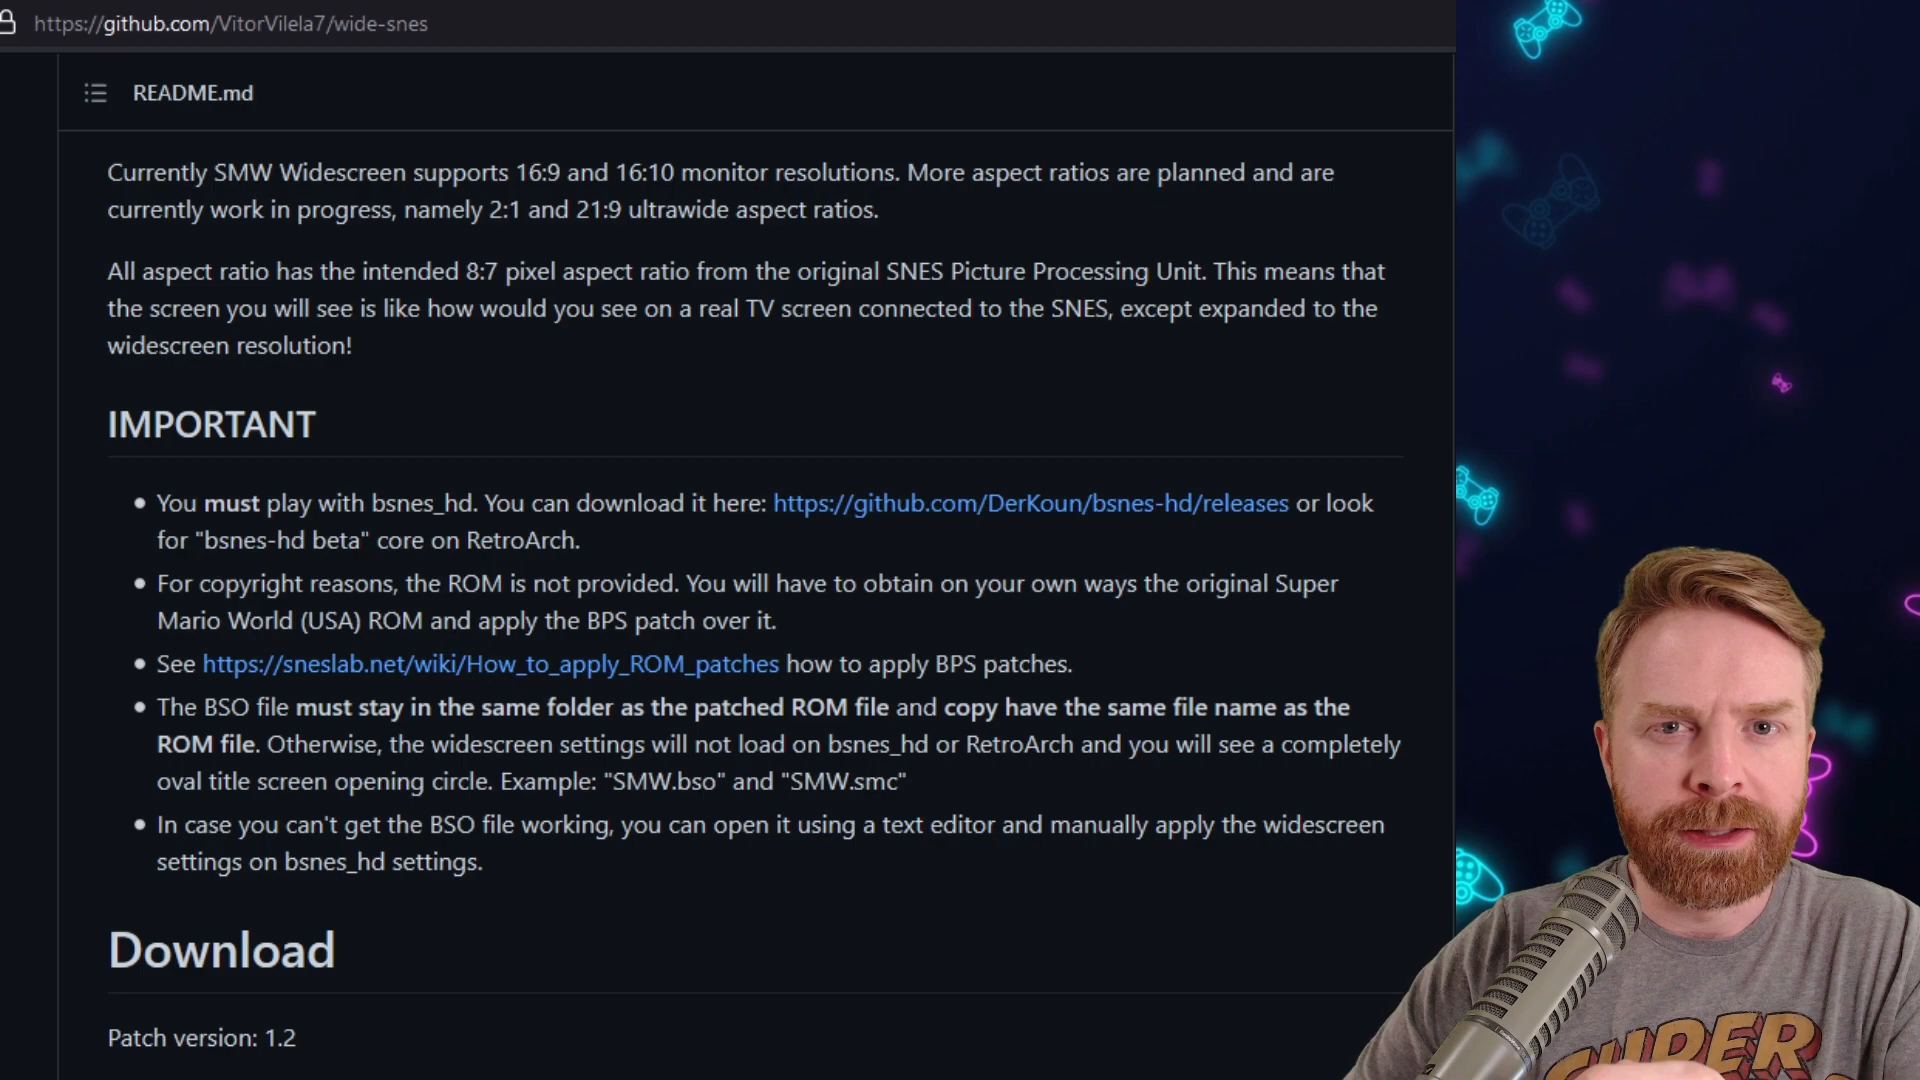 https://github.com/VitorVilela7/wide-snes
README.md
Currently SMW Widescreen supports 16:9 and 16:10 monitor resolutions. More aspect ratios are planned and are
currently work in progress, namely 2:1 and 21:9 ultrawide aspect ratios.
All aspect ratio has the intended 8:7 pixel aspect ratio from the original SNES Picture Processing Unit. This means that
the screen you will see is like how would you see on a real TV screen connected to the SNES, except expanded to the
widescreen resolution!
IMPORTANT
You must play with bsnes_hd. You can download it here: https://github.com/DerKoun/bsnes-hd/releases or look
for "bsnes-hd beta" core on RetroArch.
For copyright reasons, the ROM is not provided. You will have to obtain on your own ways the original Super
Mario World (USA) ROM and apply the BPS patch over it.
See https://sneslab.net/wiki/How_to_apply_ROM_patches how to apply BPS patches.
The BSO file must stay in the same folder as the patched ROM file and copy have the same file name as the
ROM file. Otherwise, the widescreen settings will not load on bsnes_hd or RetroArch and you will see a completely
oval title screen opening circle. Example: "SMW.bso" and "SMW.smc"
In case you can't get the BSO file working, you can open it using a text editor and manually apply the widescreen
settings on bsnes_hd settings.
Download
Patch version: 1.2
SUPER